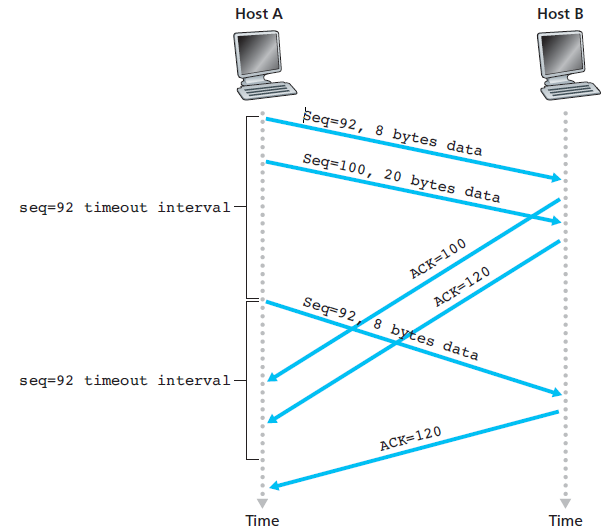 Host A
Host B
Seq=92, 8 bytes data
Seq=100, 20 bytes data
seq=92 timeout interval
ACK=100
ACK=120
Seq=92, 8 bytes data
seq=92 timeout interval
ACK=120
Time
Time